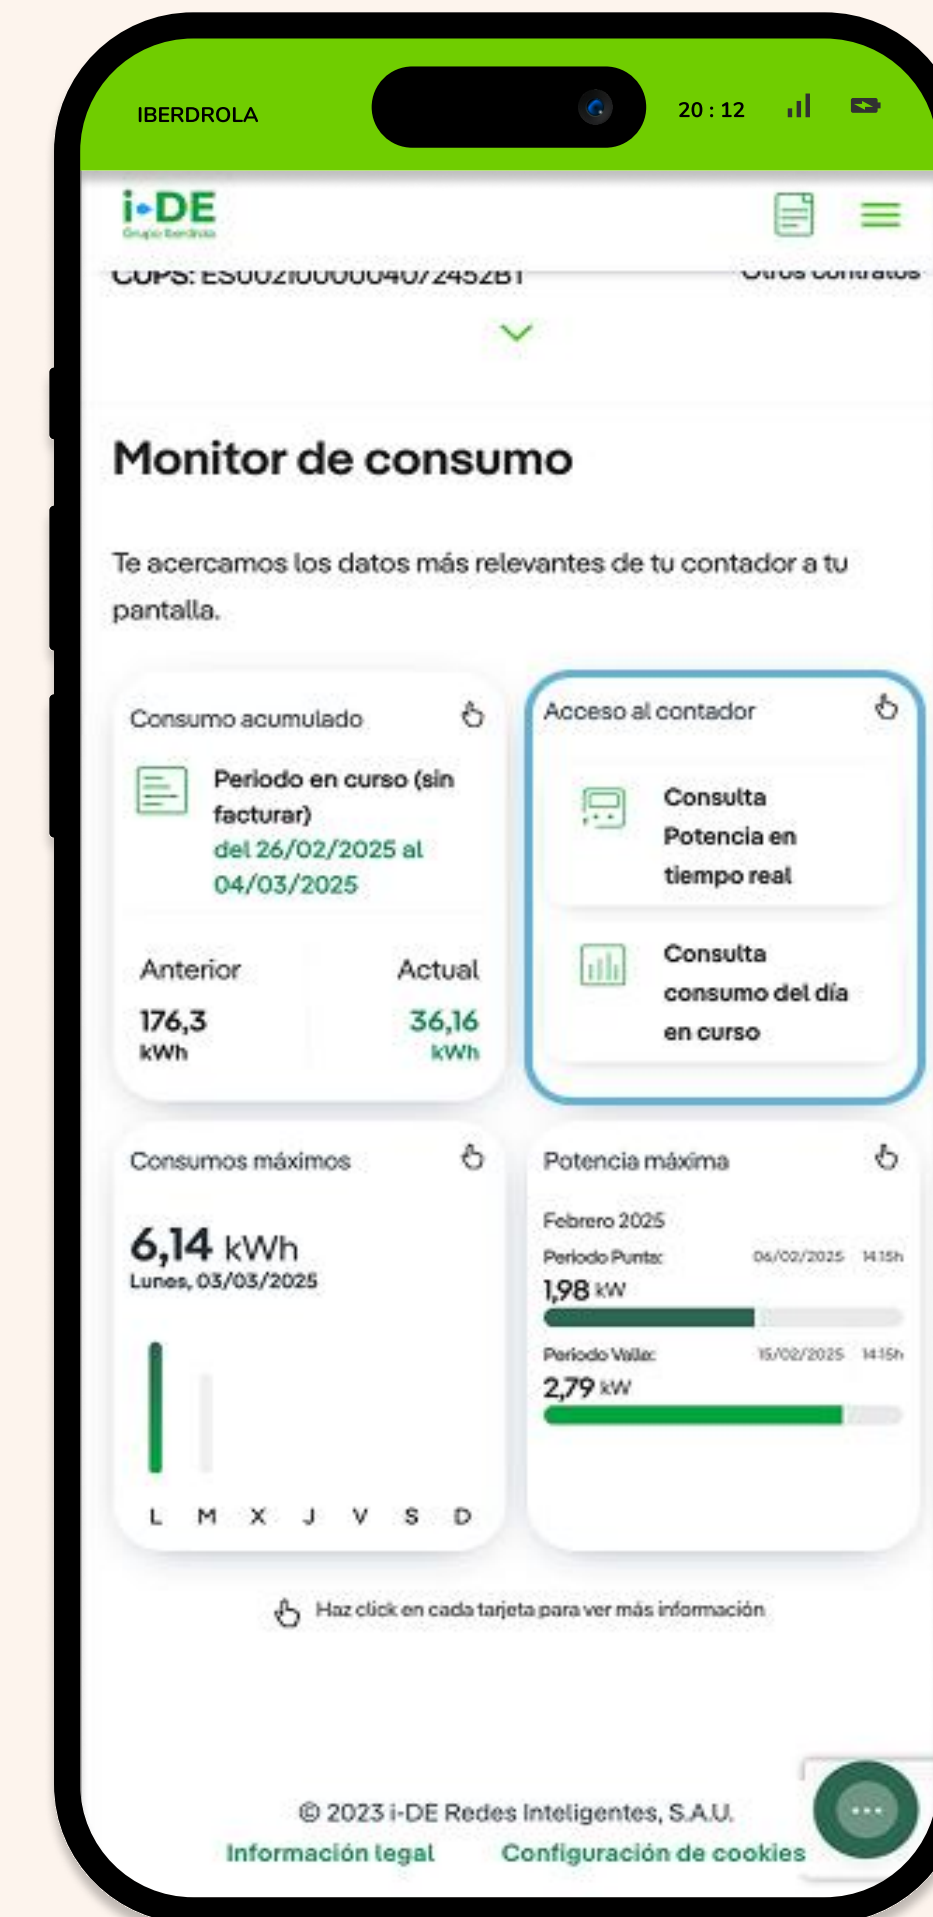 IBERDROLA
20 : 12
i-DE
Grupo Iberdrola
CUPS:
Otros contratos
Monitor de consumo
Te acercamos los datos más relevantes de tu contador a tu
pantalla.
Consumo acumulado
Periodo en curso (sin
facturar)
del 26/02/2025 al
04/03/2025
Anterior
Actual
176,3
36,16
kWh
kWh
Acceso al contador
Consulta
Potencia en
tiempo real
Consulta
consumo del día
en curso
Consumos máximos
6,14 kWh
Lunes, 03/03/2025
L M X J V S D
Potencia máxima
Febrero 2025
Periodo Punta: 06/02/2025 14:15h
1,98 kW
Periodo Valle: 15/02/2025 14:15h
2,79 kW
Haz click en cada tarjeta para ver más información
© 2023 i-DE Redes Inteligentes, S.A.U.
Información legal
Configuración de cookies